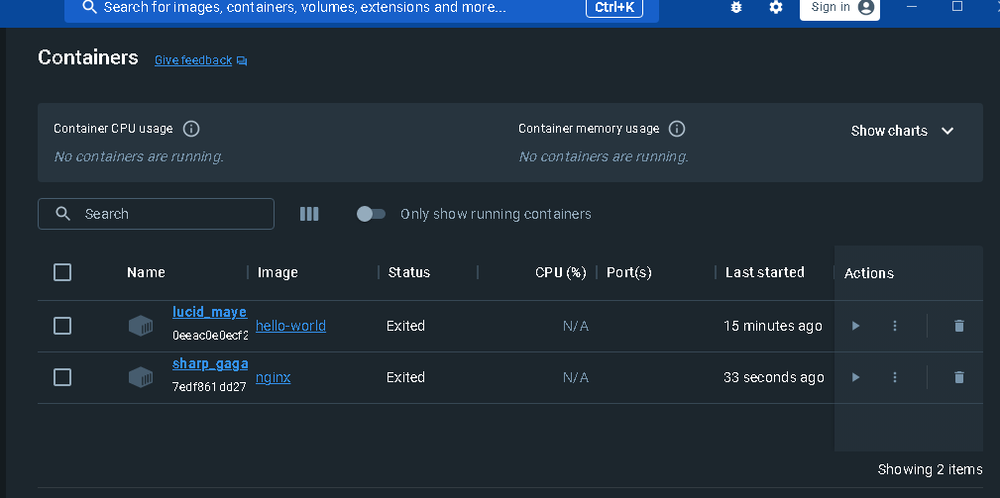 Search for images, containers, volumes, extensions and more... Ctrl+K Sign in
Containers Give feedback
Container CPU usage Container memory usage Show charts
No containers are running. No containers are running.
Search Only show running containers
Name Image Status CPU (%) Port(s) Last started Actions
lucid_maye
hello-world Exited N/A 15 minutes ago
0eeac0e0ecf2
sharp_gaga
nginx Exited N/A 33 seconds ago
7edf861dd27
Showing 2 items